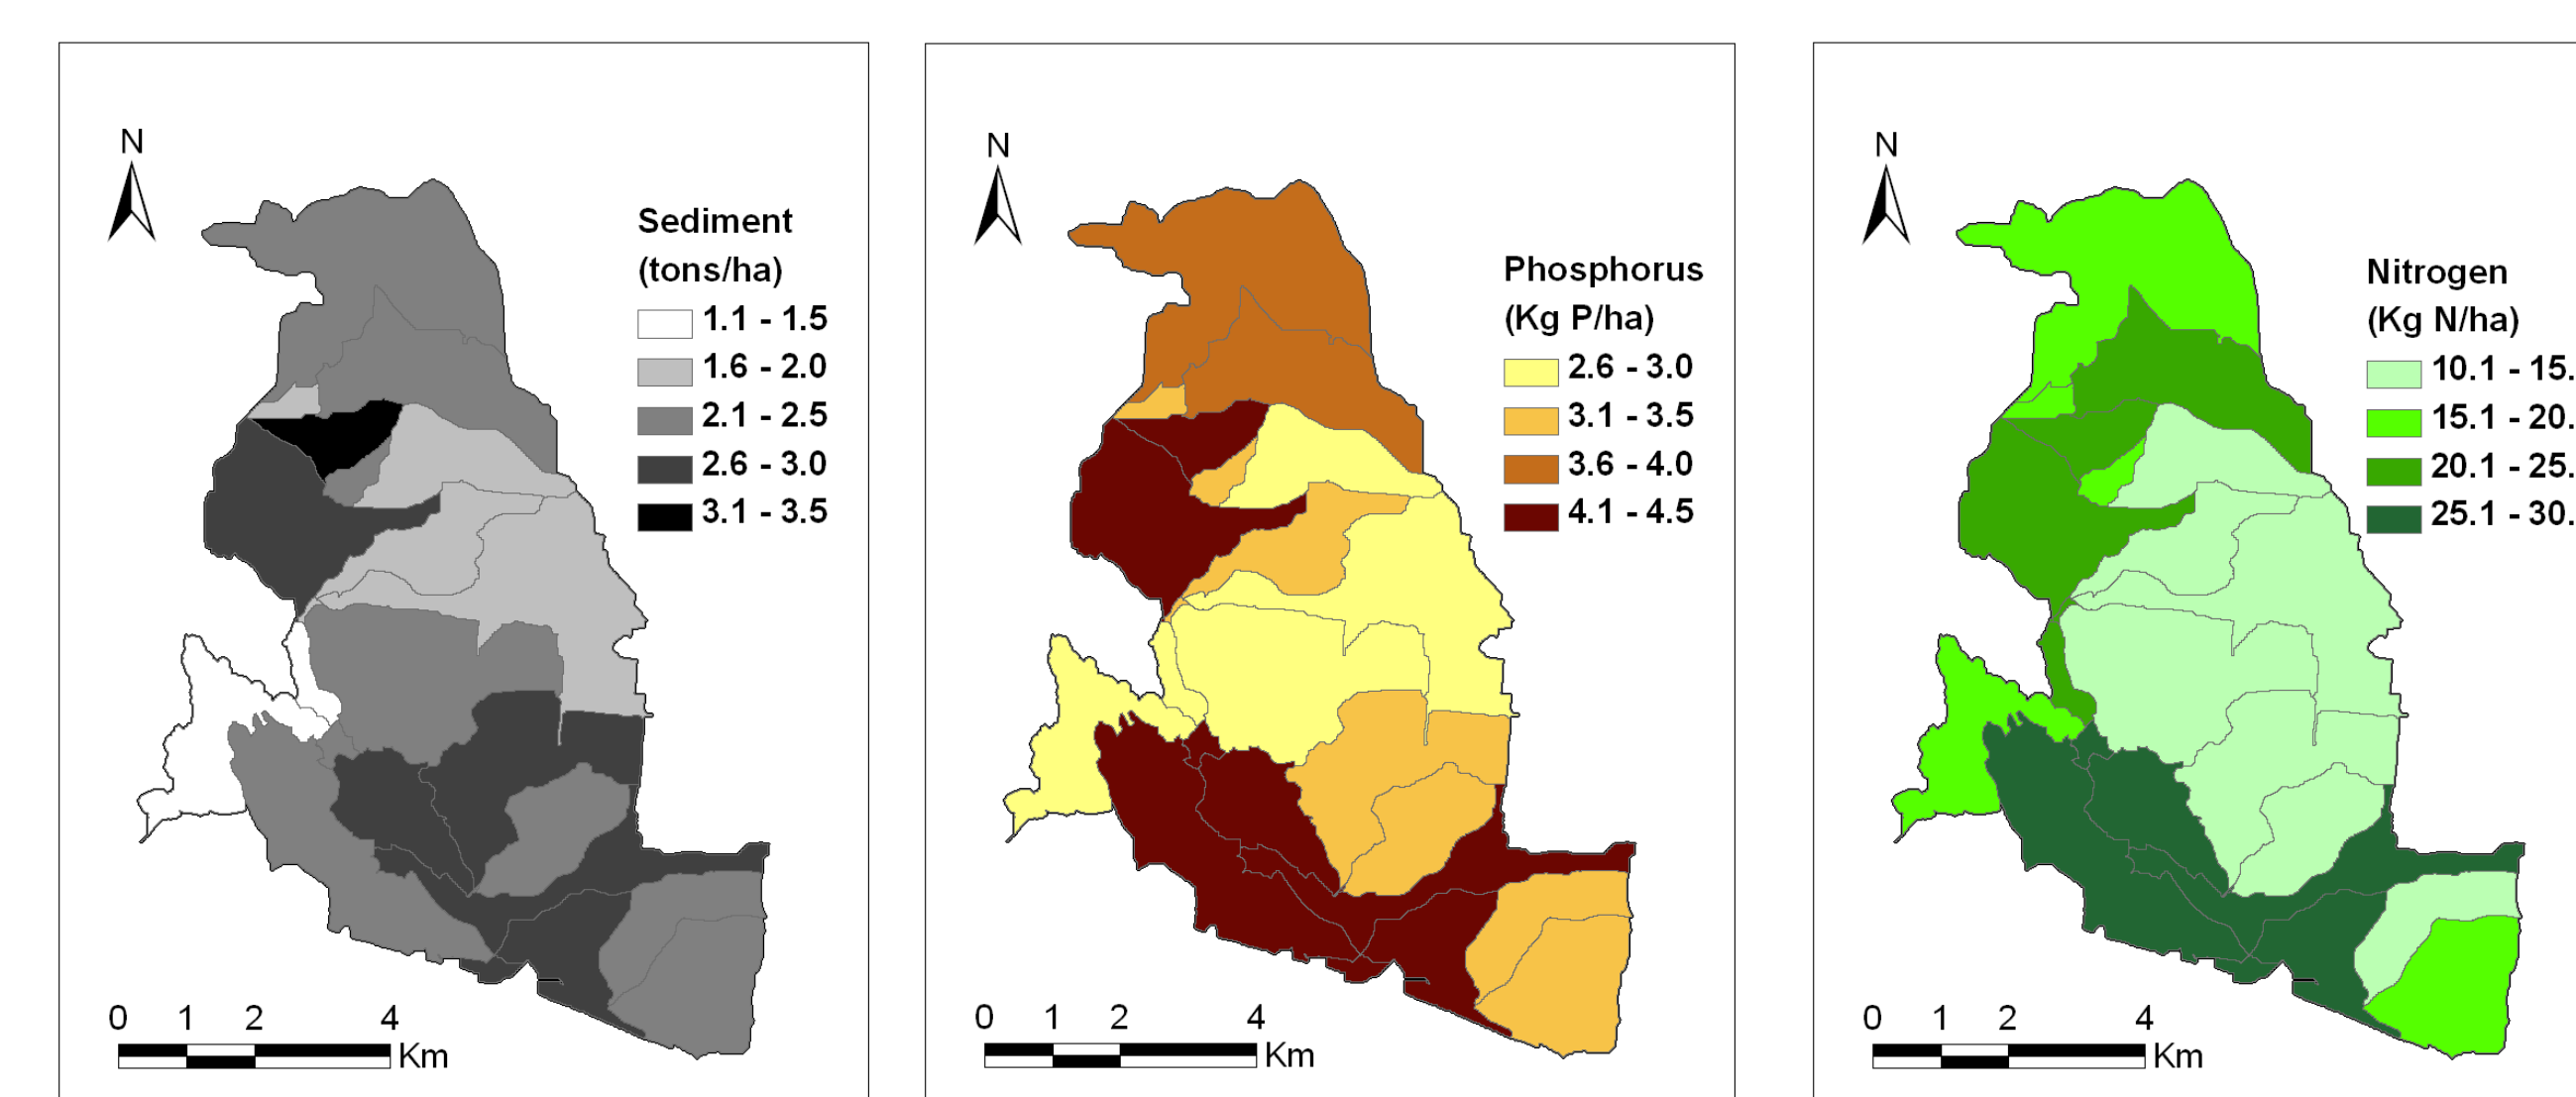 N
Sediment
(tons/ha)
1.1 - 1.5
1.6 - 2.0
2.1 - 2.5
2.6 - 3.0
3.1 - 3.5
0 1 2 4
Km
N
Phosphorus
(Kg P/ha)
2.6 - 3.0
3.1 - 3.5
3.6 - 4.0
4.1 - 4.5
0 1 2 4
Km
N
Nitrogen
(Kg N/ha)
10.1 - 15.
15.1 - 20.
20.1 - 25.
25.1 - 30.
0 1 2 4
Km